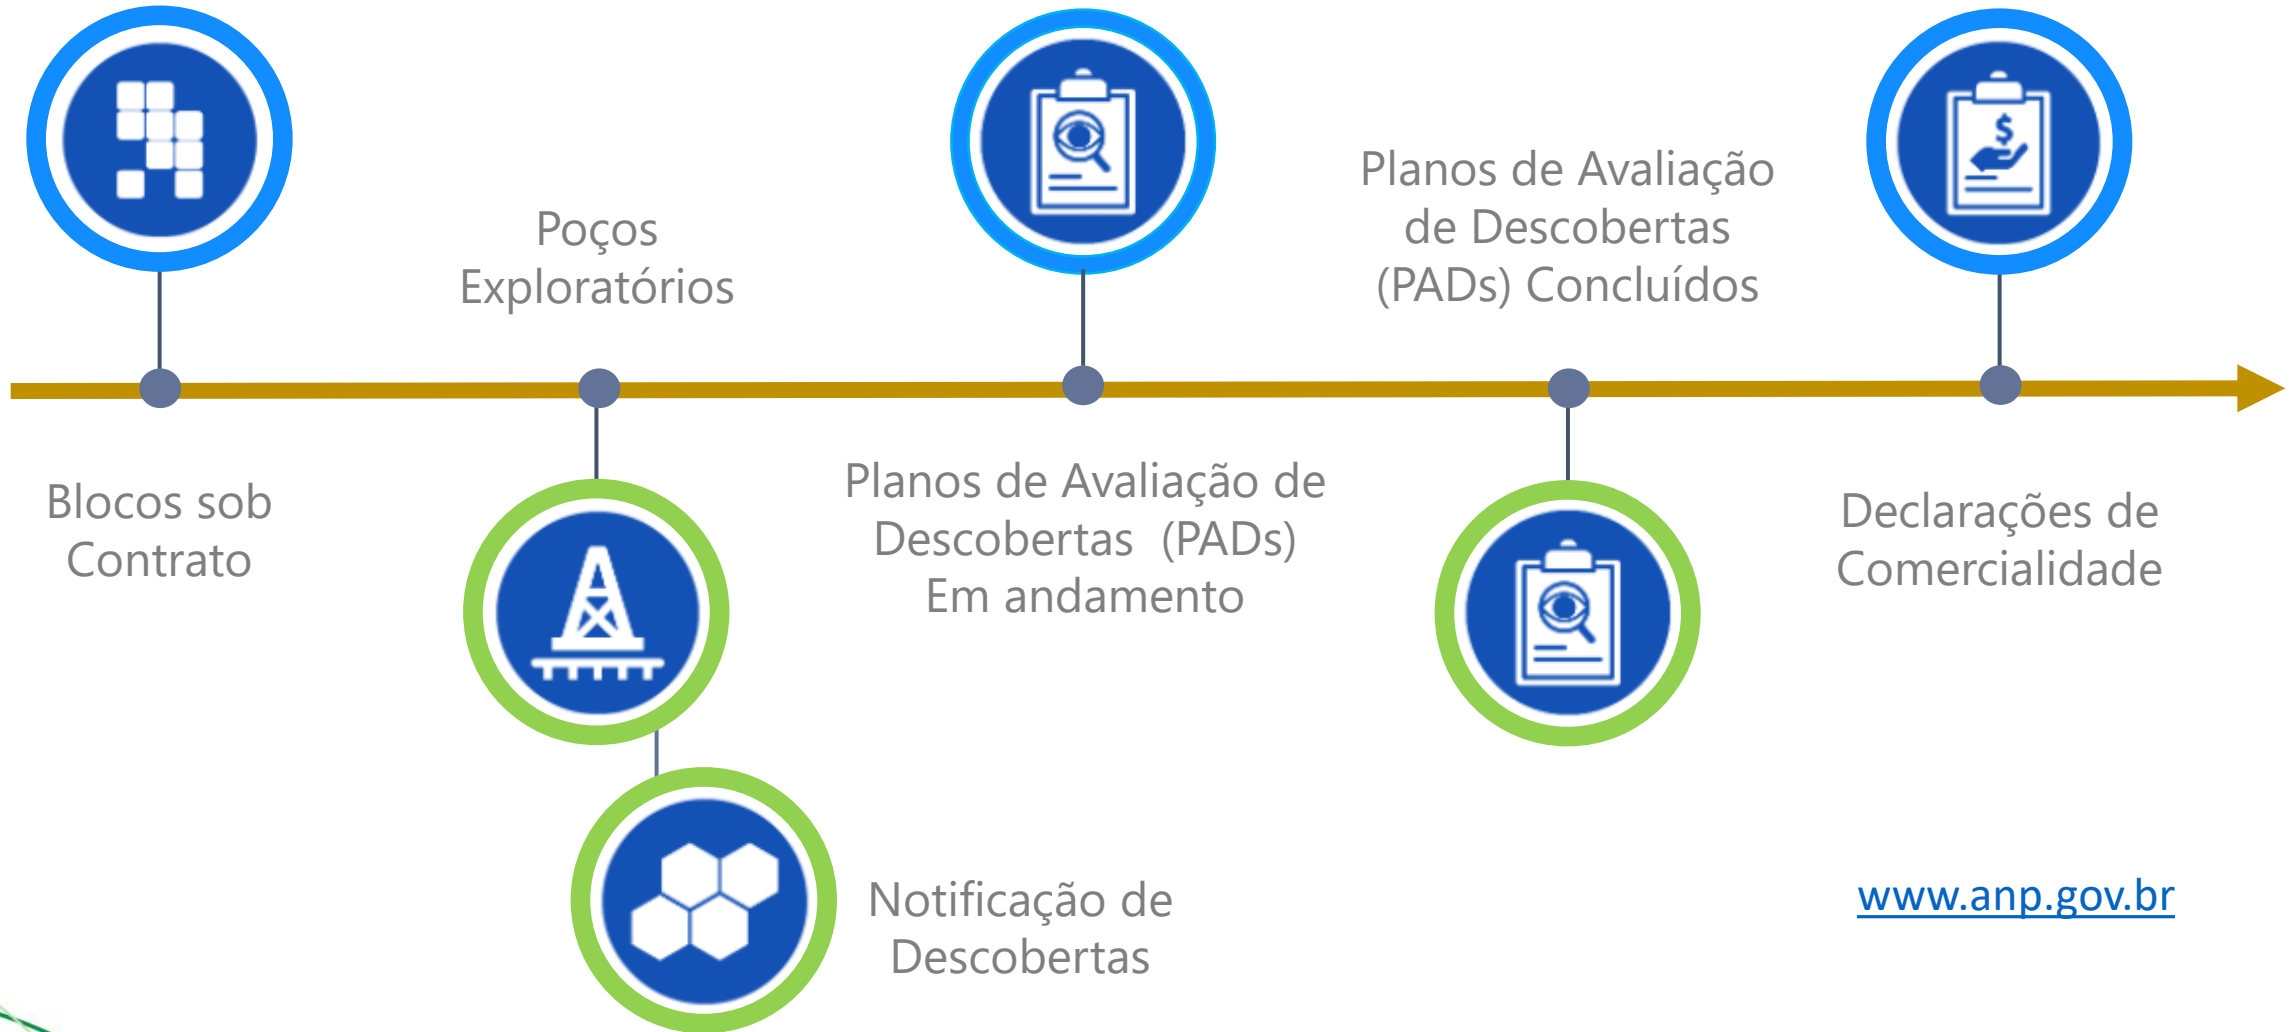 Blocos sob
Contrato
Poços
Exploratórios
Notificação de
Descobertas
Planos de Avaliação de
Descobertas (PADs)
Em andamento
Planos de Avaliação
de Descobertas
(PADs) Concluídos
$
Declarações de
Comercialidade
www.anp.gov.br